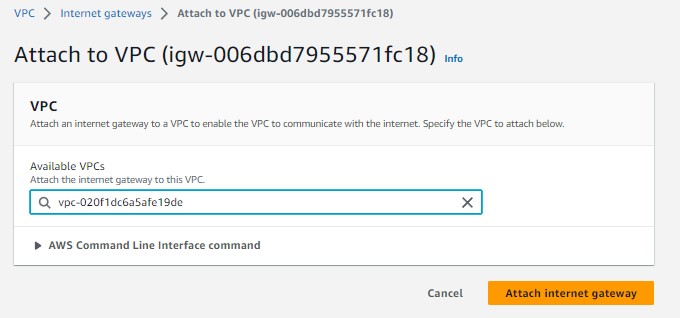 VPC > Internet gateways > Attach to VPC (igw-006dbd7955571fc18)
Attach to VPC (igw-006dbd7955571fc18) Info
VPC
Attach an internet gateway to a VPC to enable the VPC to communicate with the internet. Specify the VPC to attach below.
Available VPCs
Attach the internet gateway to this VPC.
vpc-020f1dc6a5afe19de
AWS Command Line Interface command
Cancel Attach internet gateway